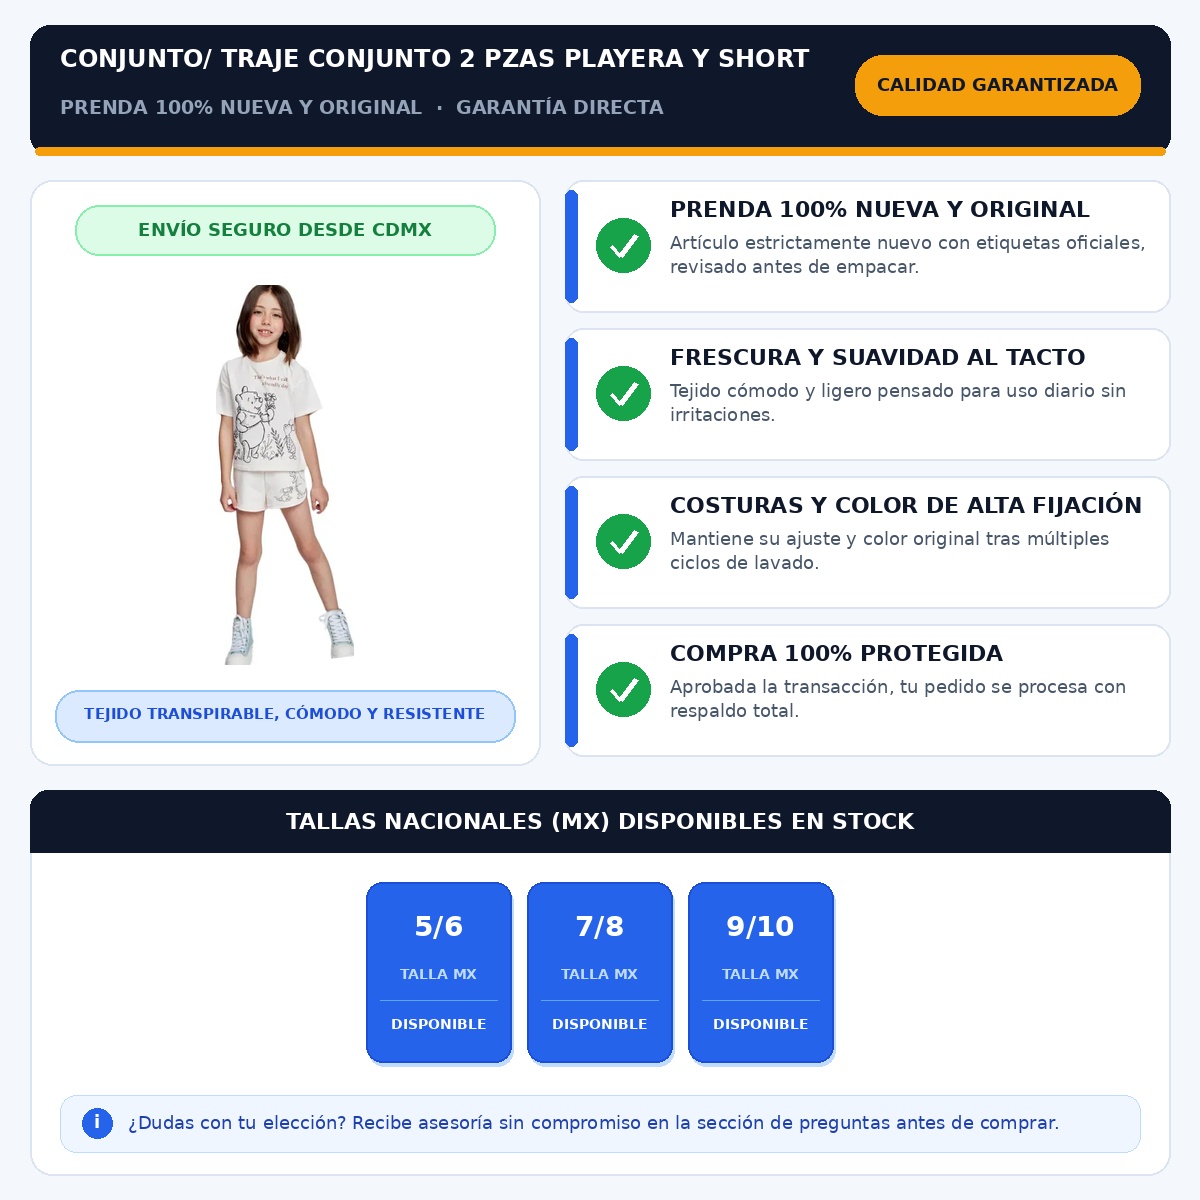 CONJUNTO/ TRAJE CONJUNTO 2 PZAS PLAYERA Y SHORT
PRENDA 100% NUEVA Y ORIGINAL · GARANTÍA DIRECTA
CALIDAD GARANTIZADA
ENVÍO SEGURO DESDE CDMX
TEJIDO TRANSPIRABLE, CÓMODO Y RESISTENTE
PRENDA 100% NUEVA Y ORIGINAL
Artículo estrictamente nuevo con etiquetas oficiales,
revisado antes de empacar.
FRESCURA Y SUAVIDAD AL TACTO
Tejido cómodo y ligero pensado para uso diario sin
irritaciones.
COSTURAS Y COLOR DE ALTA FIJACIÓN
Mantiene su ajuste y color original tras múltiples
ciclos de lavado.
COMPRA 100% PROTEGIDA
Aprobada la transacción, tu pedido se procesa con
respaldo total.
TALLAS NACIONALES (MX) DISPONIBLES EN STOCK
5/6
TALLA MX
DISPONIBLE
7/8
TALLA MX
DISPONIBLE
9/10
TALLA MX
DISPONIBLE
i
¿Dudas con tu elección? Recibe asesoría sin compromiso en la sección de preguntas antes de comprar.